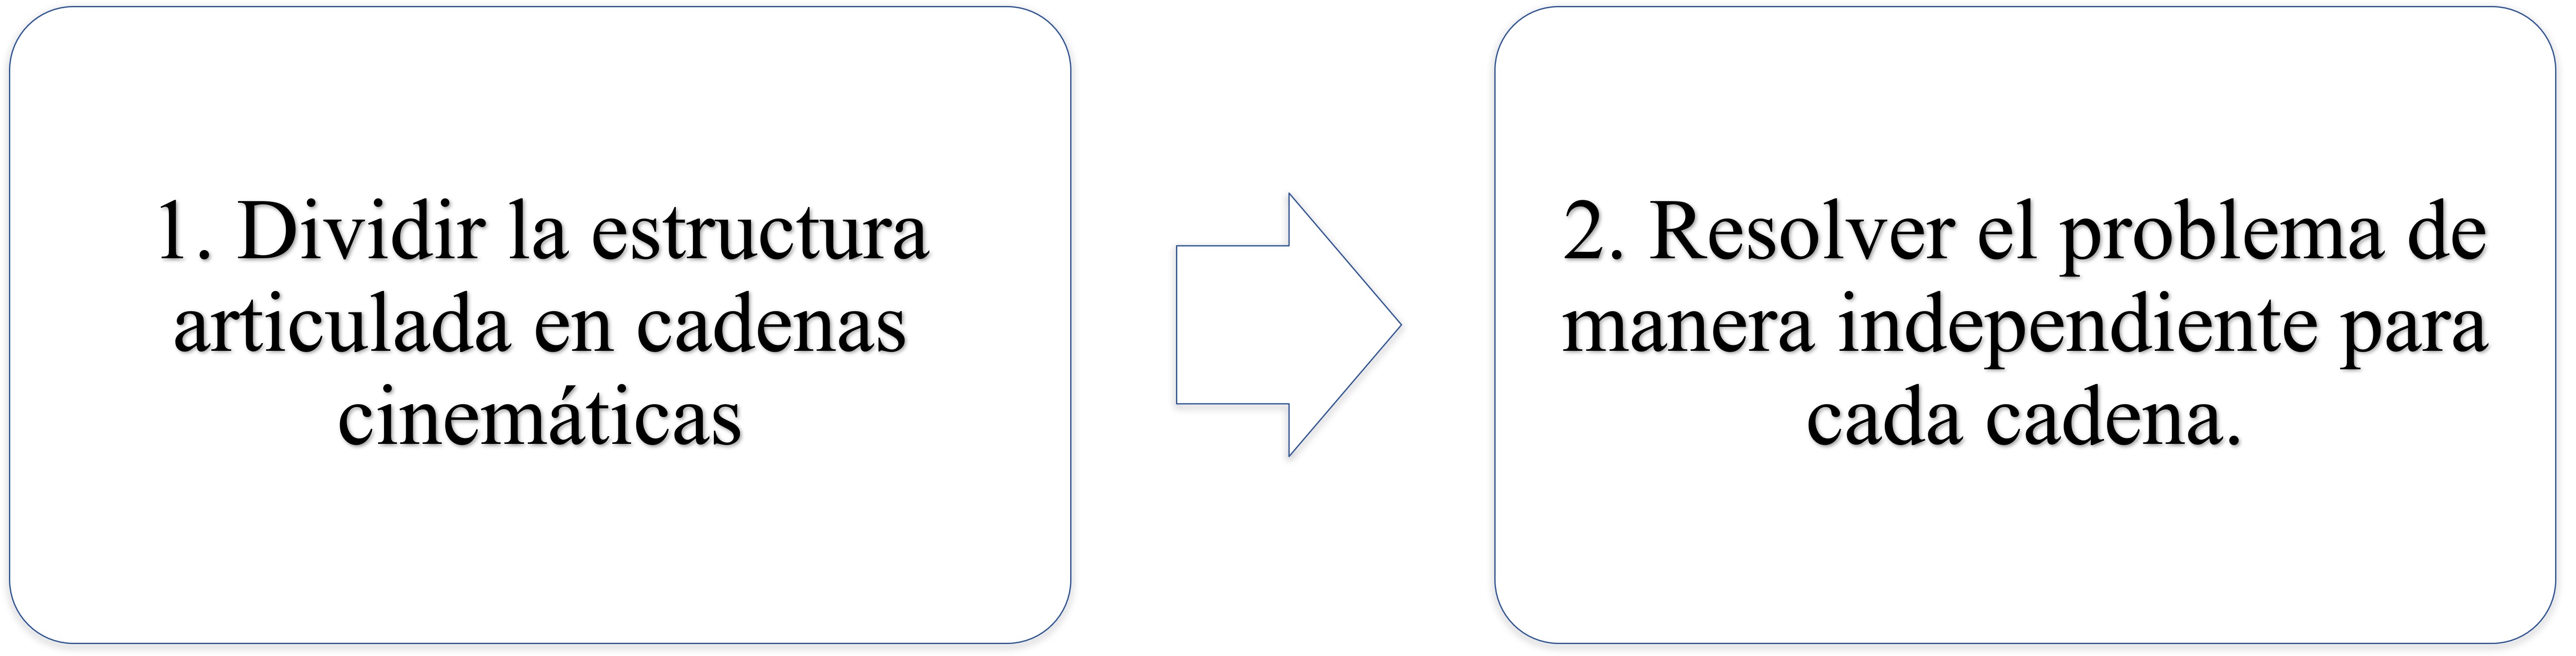 1. Dividir la estructura
articulada en cadenas
cinemáticas
2. Resolver el problema de
manera independiente para
cada cadena.